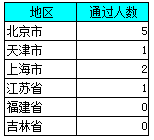 地区 通过人数
北京市 5
天津市 1
上海市 2
江苏省 1
福建省 0
吉林省 0